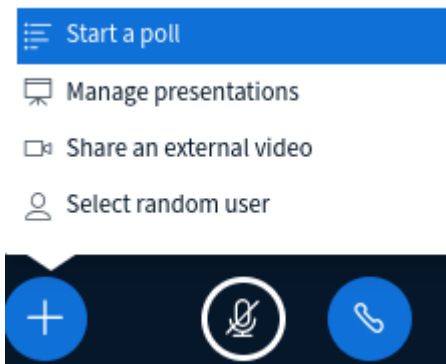 Start a poll
Manage presentations
Share an external video
Select random user